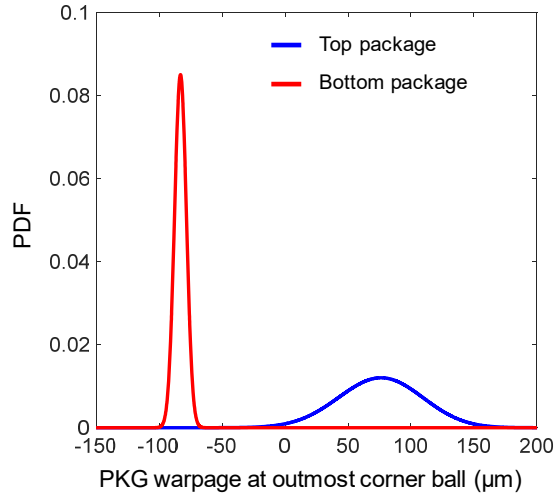 0.1
0.08
0.06
0.04
0.02
0
PDF
Top package
Bottom package
-150 -100 -50 0 50 100 150 200
PKG warpage at outmost corner ball (μm)